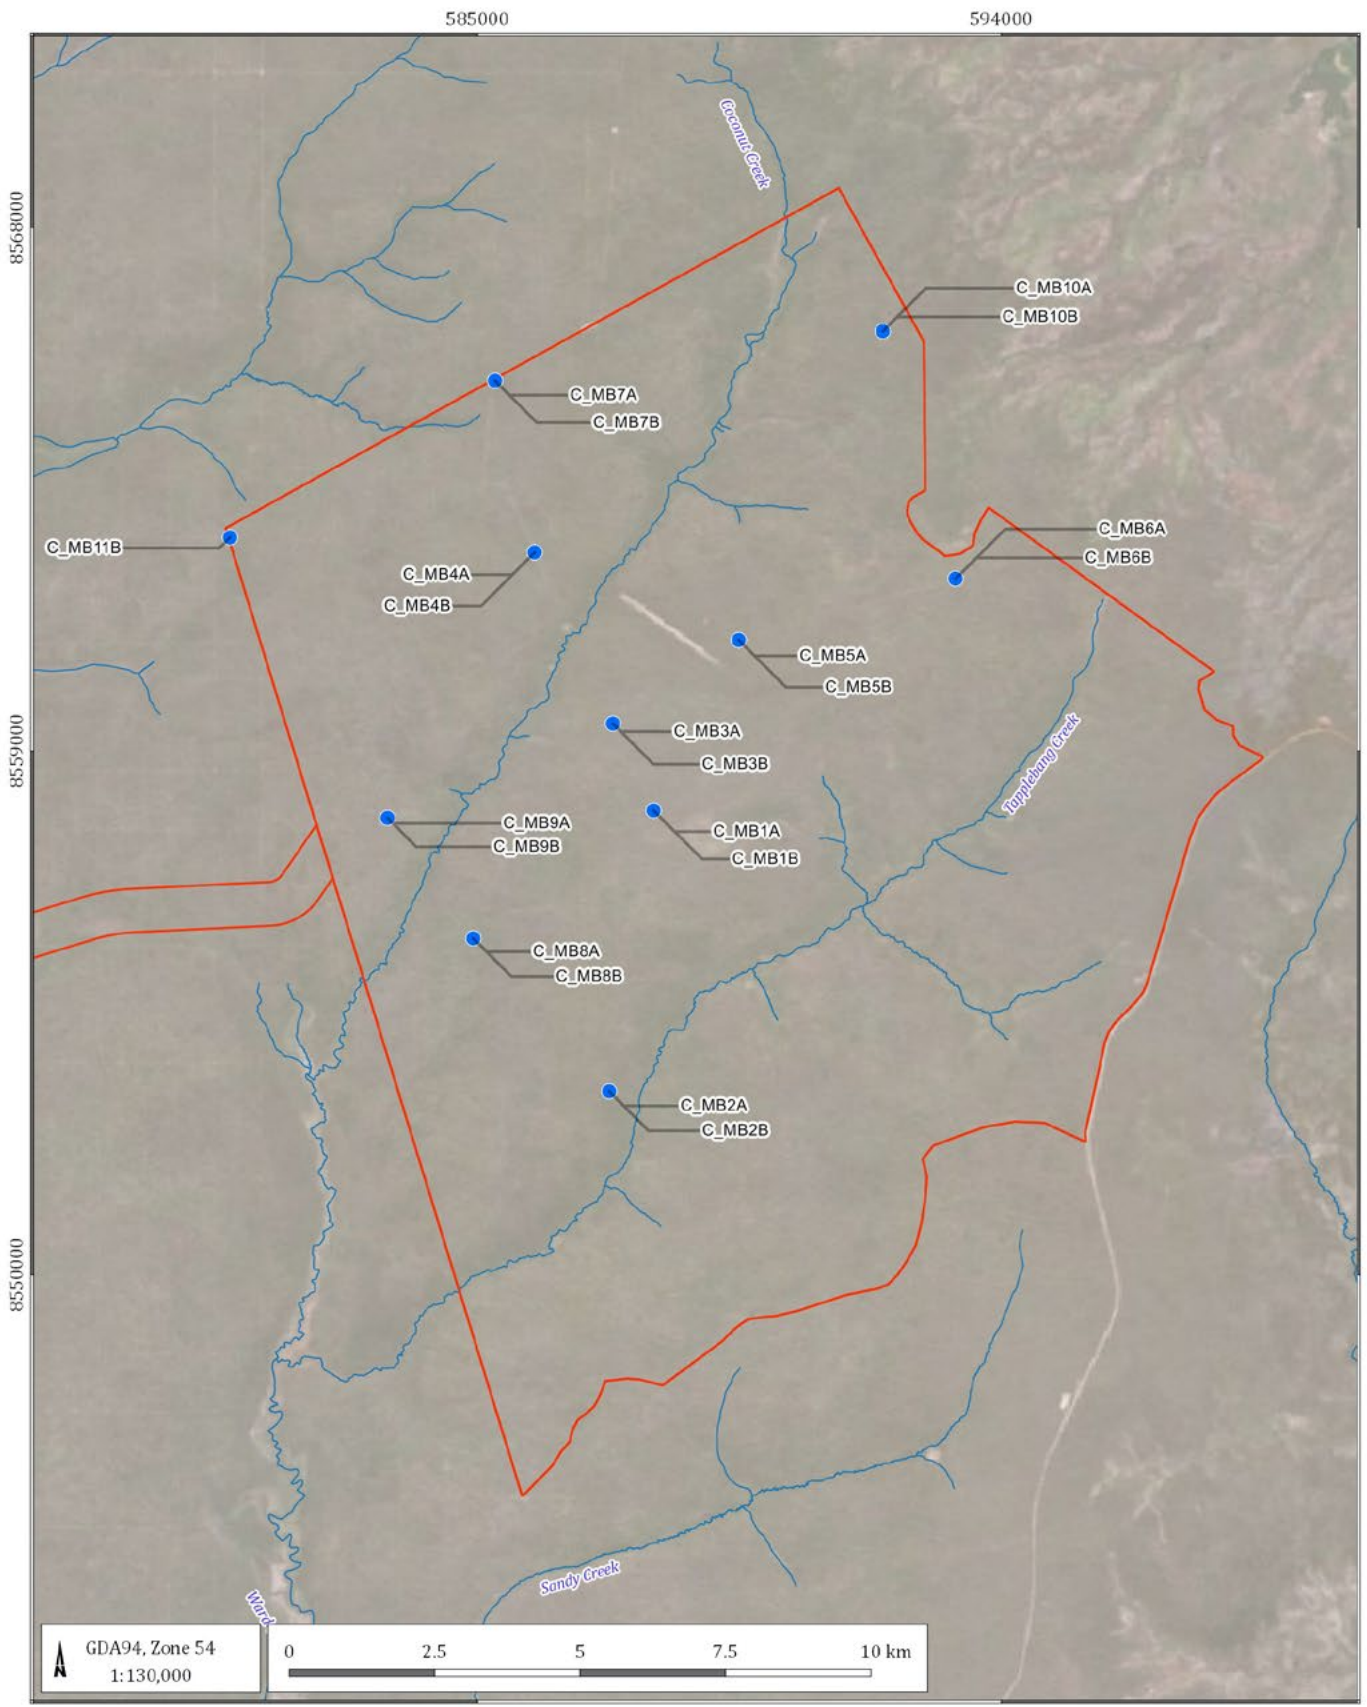 585000
594000
Coconut Creek
8568000
C_MB10A
C_MB10B
C_MB7A
C_MB7B
C_MB6A
C_MB11B
C_MB6B
C_MB4A
C_MB4B
C_MB5A
C_MB5B
8559000
C_MB3A
Tapplebang Creek
C_MB3B
C_MB9A
C_MB1A
C_MB9B
C_MB1B
C_MB8A
C_MB8B
C_MB2A
C_MB2B
8550000
Sandy Creek
Ward
GDA94, Zone 54
1:130,000
0 2.5 5 7.5 10 km